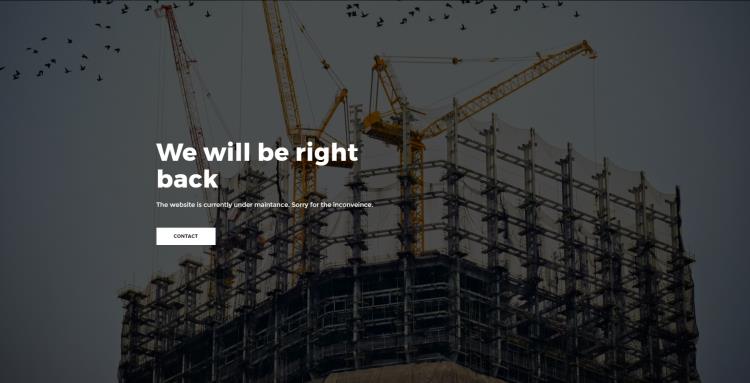 We will be right
back
The website is currently under maintance. Sorry for the inconveince.
CONTACT